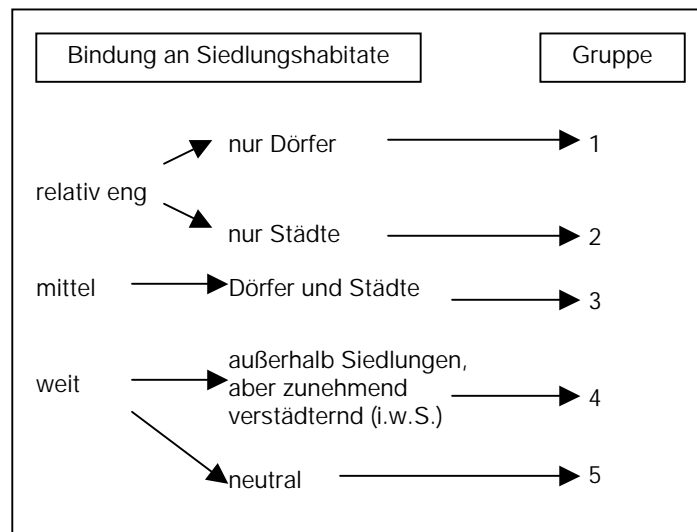 Bindung an Siedlungshabitate
Gruppe
nur Dörfer
1
relativ eng
nur Städte
2
mittel
Dörfer und Städte
3
außerhalb Siedlungen,
aber zunehmend
verstädternd (i.w.S.)
weit
4
neutral
5